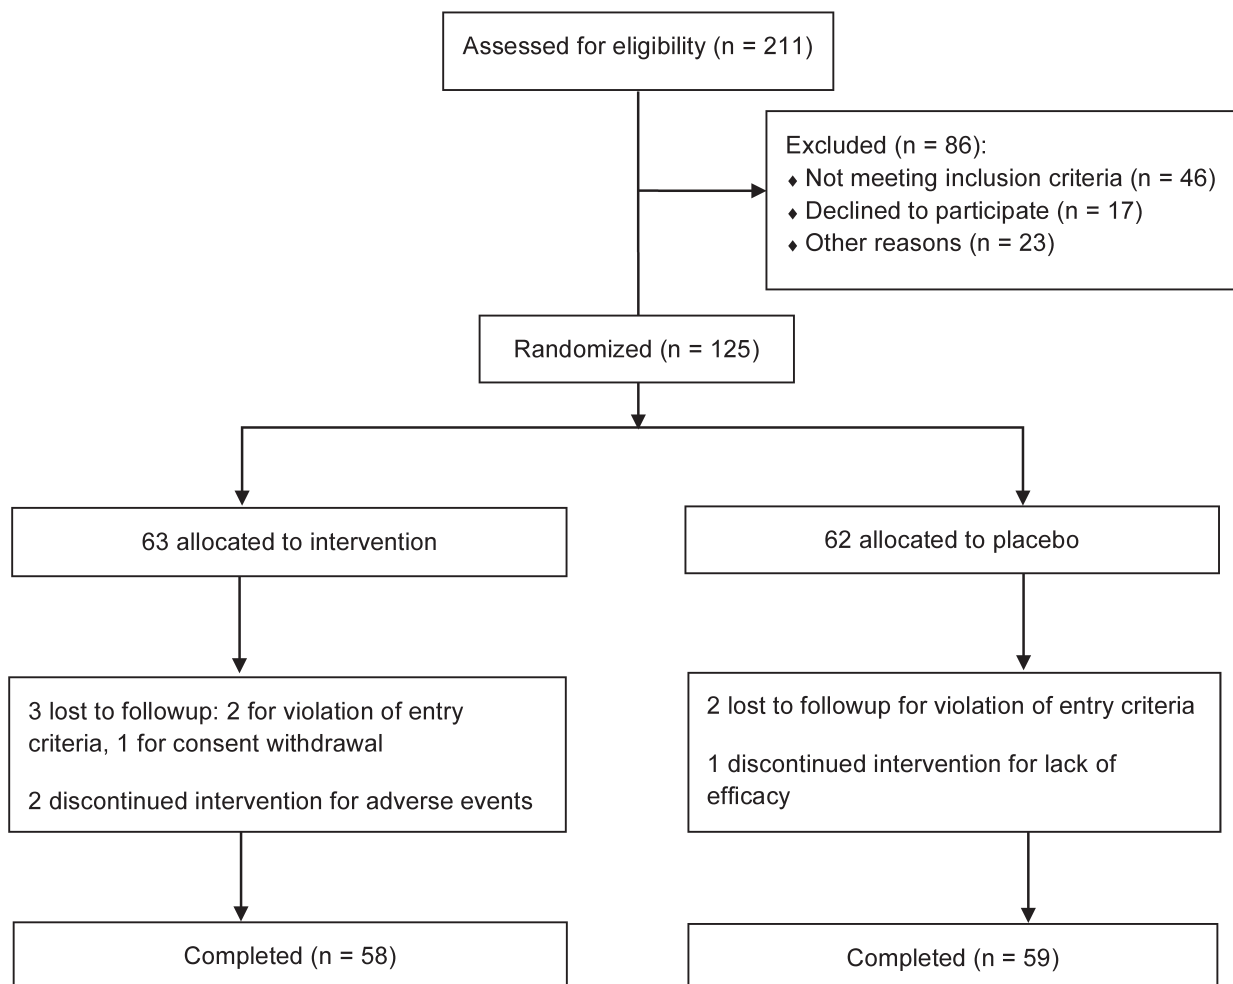 Assessed for eligibility (n = 211)
Excluded (n = 86):
♦ Not meeting inclusion criteria (n = 46)
♦ Declined to participate (n = 17)
♦ Other reasons (n = 23)
Randomized (n = 125)
63 allocated to intervention
62 allocated to placebo
3 lost to followup: 2 for violation of entry
criteria, 1 for consent withdrawal
2 discontinued intervention for adverse events
2 lost to followup for violation of entry criteria
1 discontinued intervention for lack of
efficacy
Completed (n = 58)
Completed (n = 59)